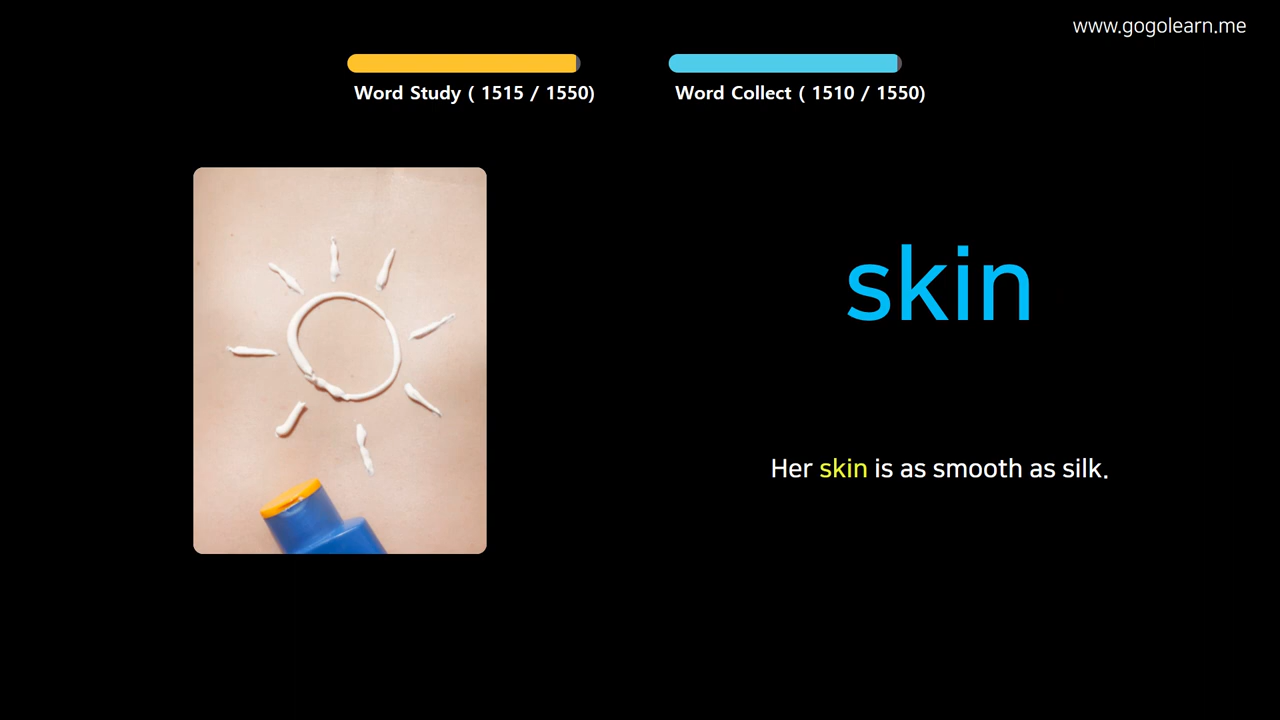 www.gogolearn.me
Word Study ( 1515 / 1550)
Word Collect ( 1510 / 1550)
skin
Her skin is as smooth as silk.